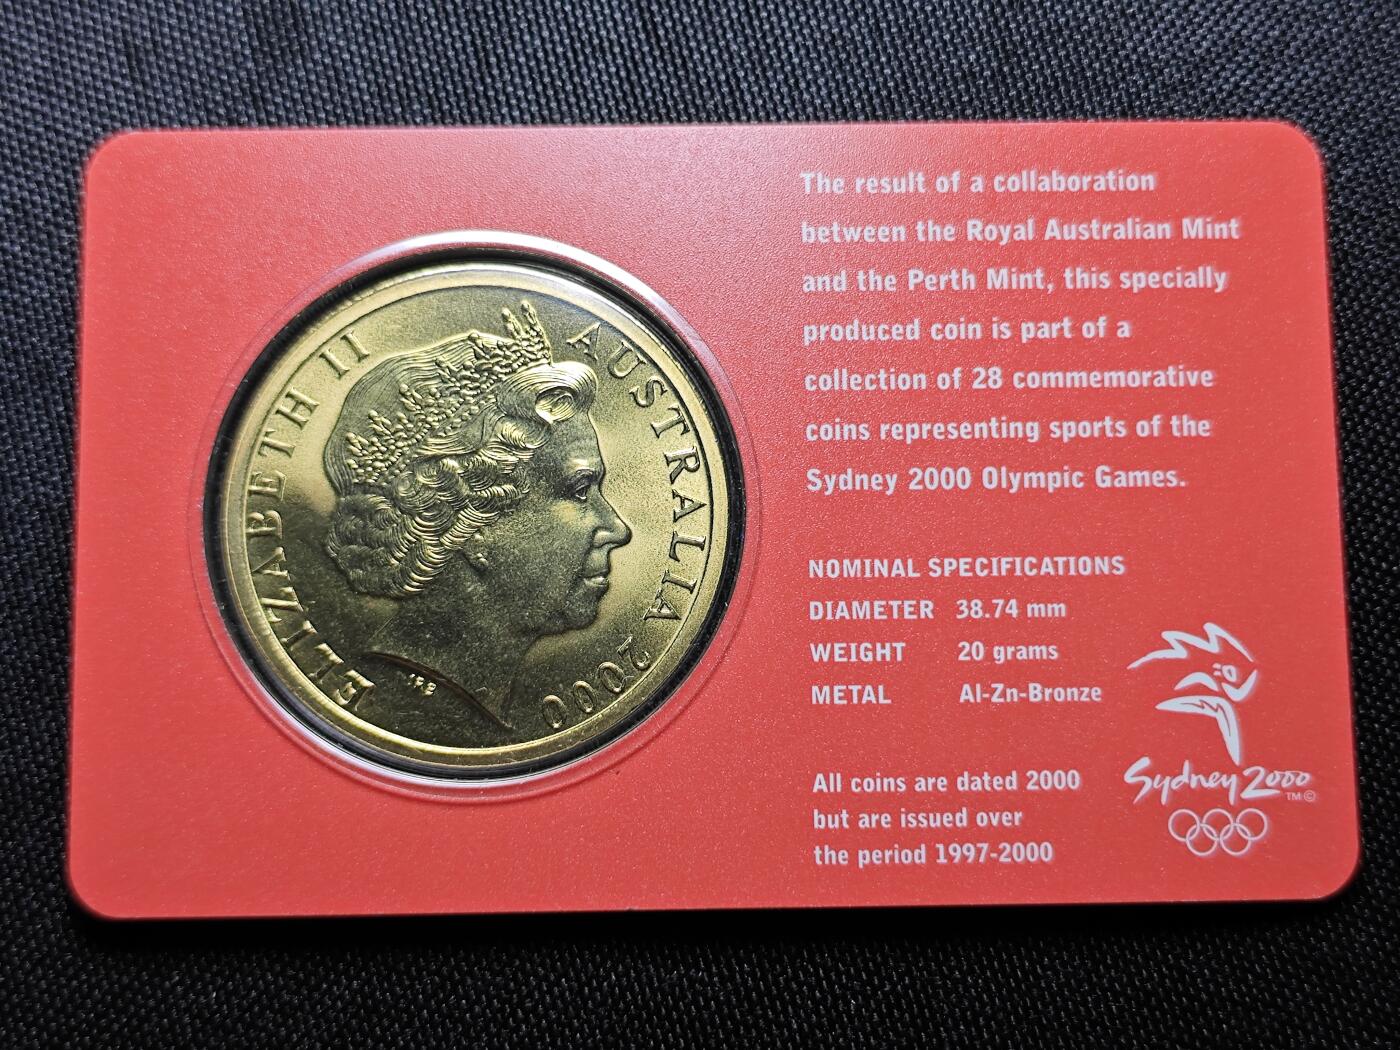 ELIZABETH II
AUSTRALIA 2000
IRB
The result of a collaboration
between the Royal Australian Mint
and the Perth Mint, this specially
produced coin is part of a
collection of 28 commemorative
coins representing sports of the
Sydney 2000 Olympic Games.
NOMINAL SPECIFICATIONS
DIAMETER 38.74 mm
WEIGHT 20 grams
METAL Al-Zn-Bronze
All coins are dated 2000
but are issued over
the period 1997-2000
Sydney 2000
TM©